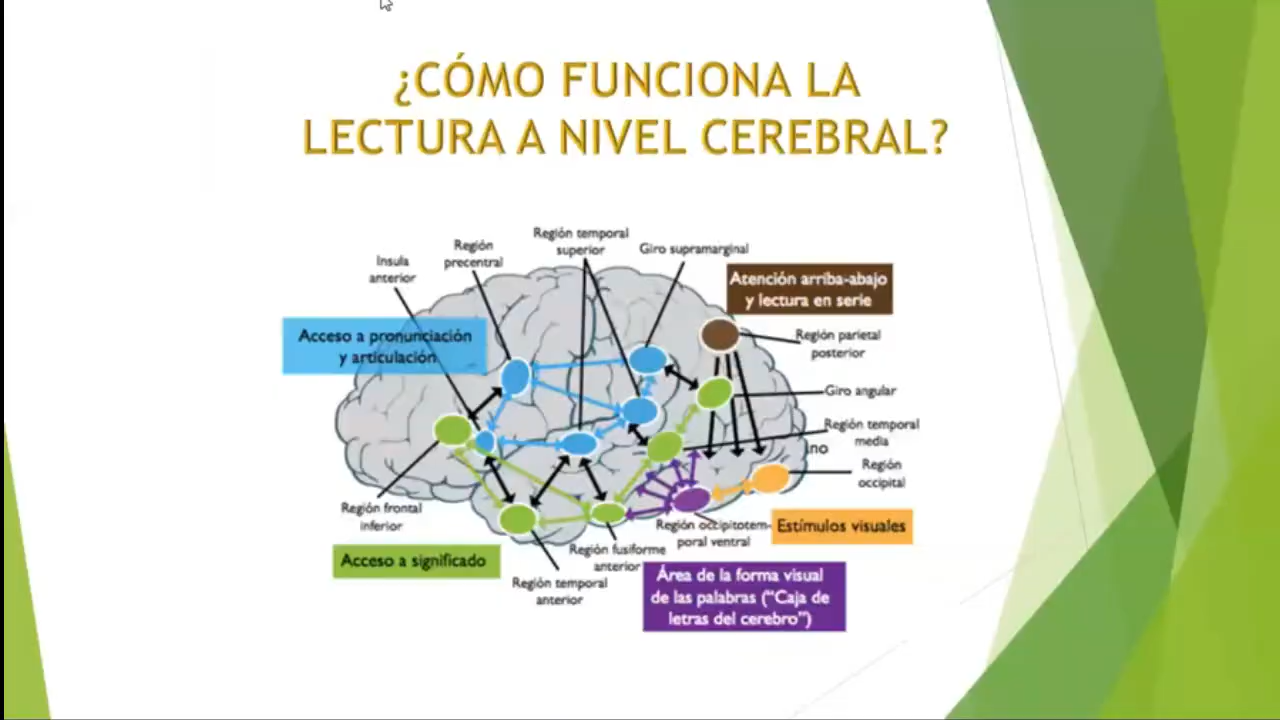 ¿CÓMO FUNCIONA LA
LECTURA A NIVEL CEREBRAL?
Región temporal
superior
Región
precentral
Giro supramarginal
Insula
anterior
Atención arriba-abajo
y lectura en serie
Acceso a pronunciación
y articulación
Región parietal
posterior
Giro angular
Región temporal
media
ano
Región
occipital
Región frontal
inferior
Región occipitotem-
poral ventral
Estímulos visuales
Acceso a significado
Región fusiforme
anterior
Región temporal
anterior
Área de la forma visual
de las palabras (“Caja de
letras del cerebro”)